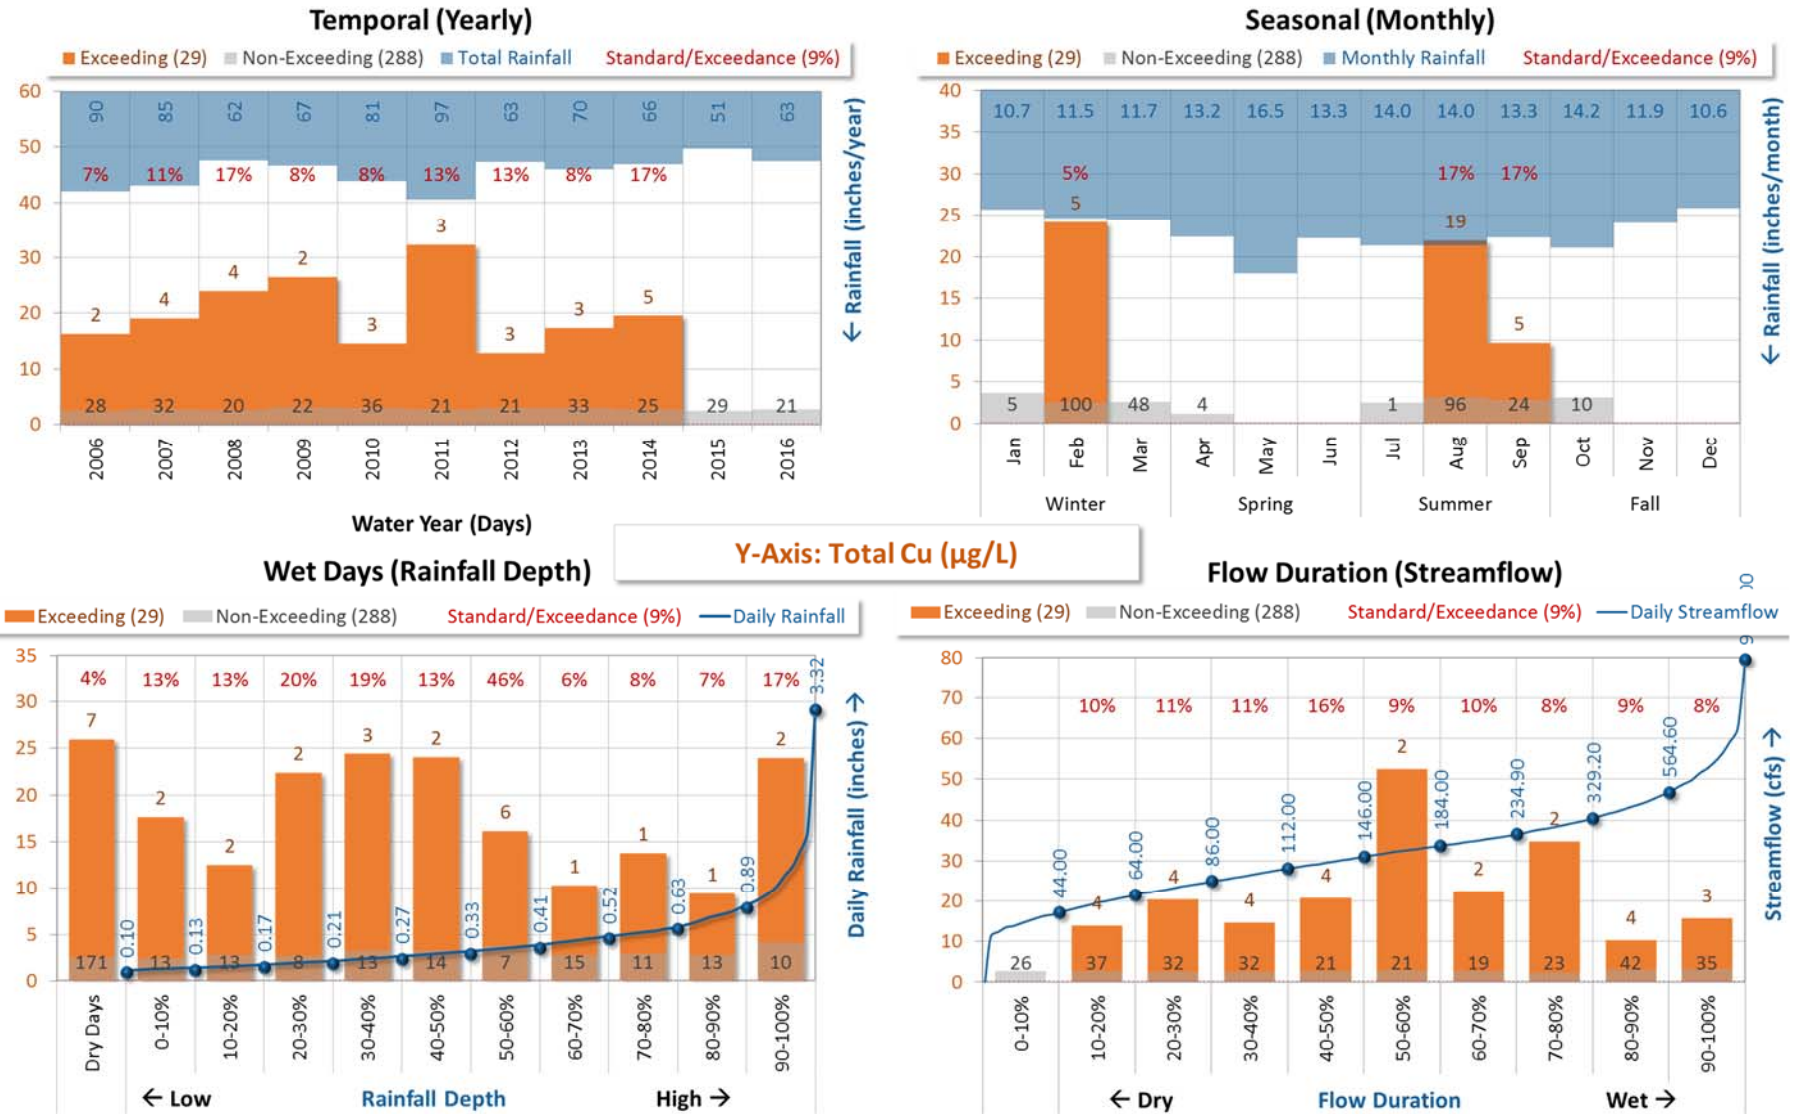 Temporal (Yearly)
Exceeding (29) Non-Exceeding (288) Total Rainfall Standard/Exceedance (9%)
60
50
40
30
20
10
0
90 85 62 67 81 97 63 70 66 51 63
7% 11% 17% 8% 8% 13% 13% 8% 17%
2 4 4 2 3 3 3 3 5
28 32 20 22 36 21 21 33 25 29 21
2006 2007 2008 2009 2010 2011 2012 2013 2014 2015 2016
Water Year (Days)
← Rainfall (inches/year)
Seasonal (Monthly)
Exceeding (29) Non-Exceeding (288) Monthly Rainfall Standard/Exceedance (9%)
40
35
30
25
20
15
10
5
0
10.7 11.5 11.7 13.2 16.5 13.3 14.0 14.0 13.3 14.2 11.9 10.6
5% 17% 17%
5 19 5
5 100 48 4 1 96 24 10
Jan Feb Mar Apr May Jun Jul Aug Sep Oct Nov Dec
Winter Spring Summer Fall
← Rainfall (inches/month)
Y-Axis: Total Cu (µg/L)
Wet Days (Rainfall Depth)
Exceeding (29) Non-Exceeding (288) Standard/Exceedance (9%) Daily Rainfall
35
30
25
20
15
10
5
0
4% 13% 13% 20% 19% 13% 46% 6% 8% 7% 17%
7 2 2 2 3 2 6 1 1 1 2
0.10 0.13 0.17 0.21 0.27 0.33 0.41 0.52 0.63 0.89 3.32
171 13 13 8 13 14 7 15 11 13 10
Dry Days 0-10% 10-20% 20-30% 30-40% 40-50% 50-60% 60-70% 70-80% 80-90% 90-100%
← Low Rainfall Depth High →
Daily Rainfall (inches) →
Flow Duration (Streamflow)
Exceeding (29) Non-Exceeding (288) Standard/Exceedance (9%) Daily Streamflow
80
70
60
50
40
30
20
10
0
10% 11% 11% 16% 9% 10% 8% 9% 8%
4 4 4 4 2 2 2 4 3
44.00 64.00 86.00 112.00 146.00 184.00 234.90 329.20 564.60
26 37 32 32 21 21 19 23 42 35
0-10% 10-20% 20-30% 30-40% 40-50% 50-60% 60-70% 70-80% 80-90% 90-100%
← Dry Flow Duration Wet →
Streamflow (cfs) →